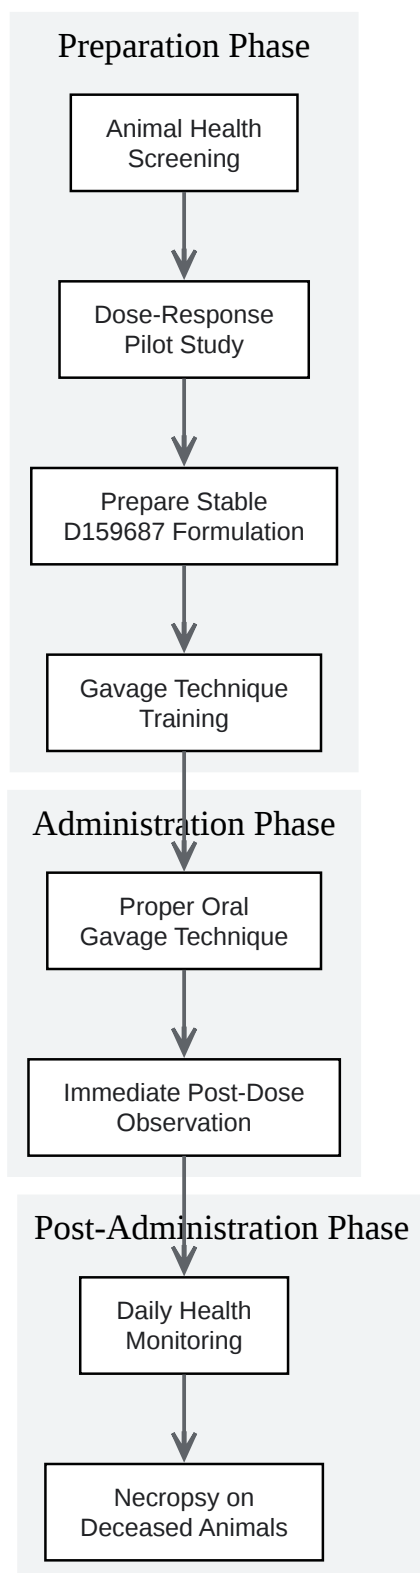 Preparation Phase
Animal Health
Screening
Dose-Response
Pilot Study
Prepare Stable
D159687 Formulation
Gavage Technique
Training
Administration Phase
Proper Oral
Gavage Technique
Immediate Post-Dose
Observation
Post-Administration Phase
Daily Health
Monitoring
Necropsy on
Deceased Animals